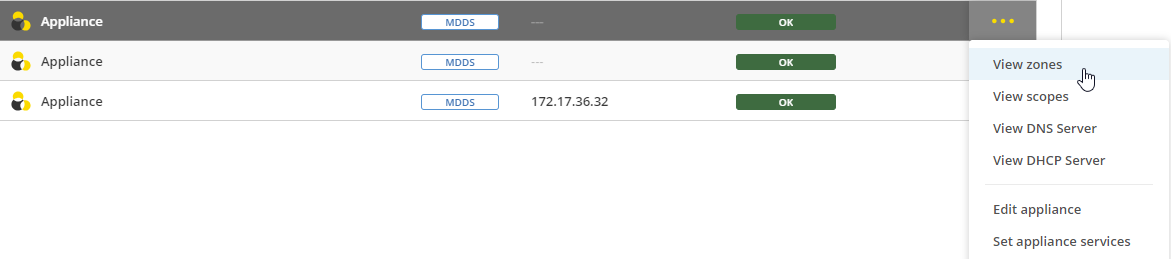 Appliance MDDS --- OK •••
Appliance MDDS --- OK
Appliance MDDS 172.17.36.32 OK
View zones
View scopes
View DNS Server
View DHCP Server
Edit appliance
Set appliance services